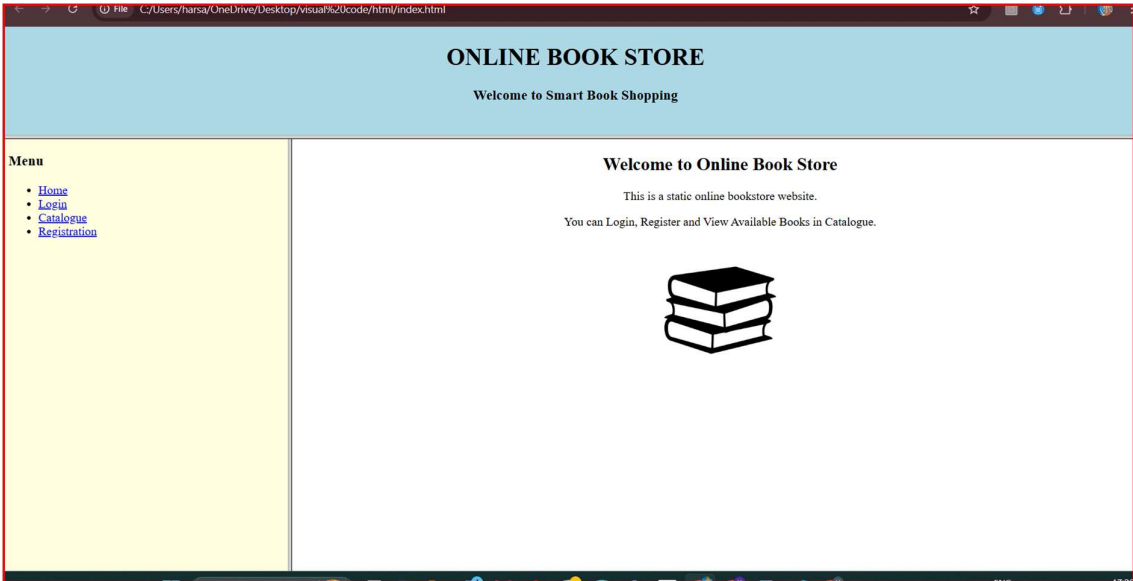 File C:/Users/harsa/OneDrive/Desktop/visual%20code/html/index.html
ONLINE BOOK STORE
Welcome to Smart Book Shopping
Menu
Home
Login
Catalogue
Registration
Welcome to Online Book Store
This is a static online bookstore website.
You can Login, Register and View Available Books in Catalogue.